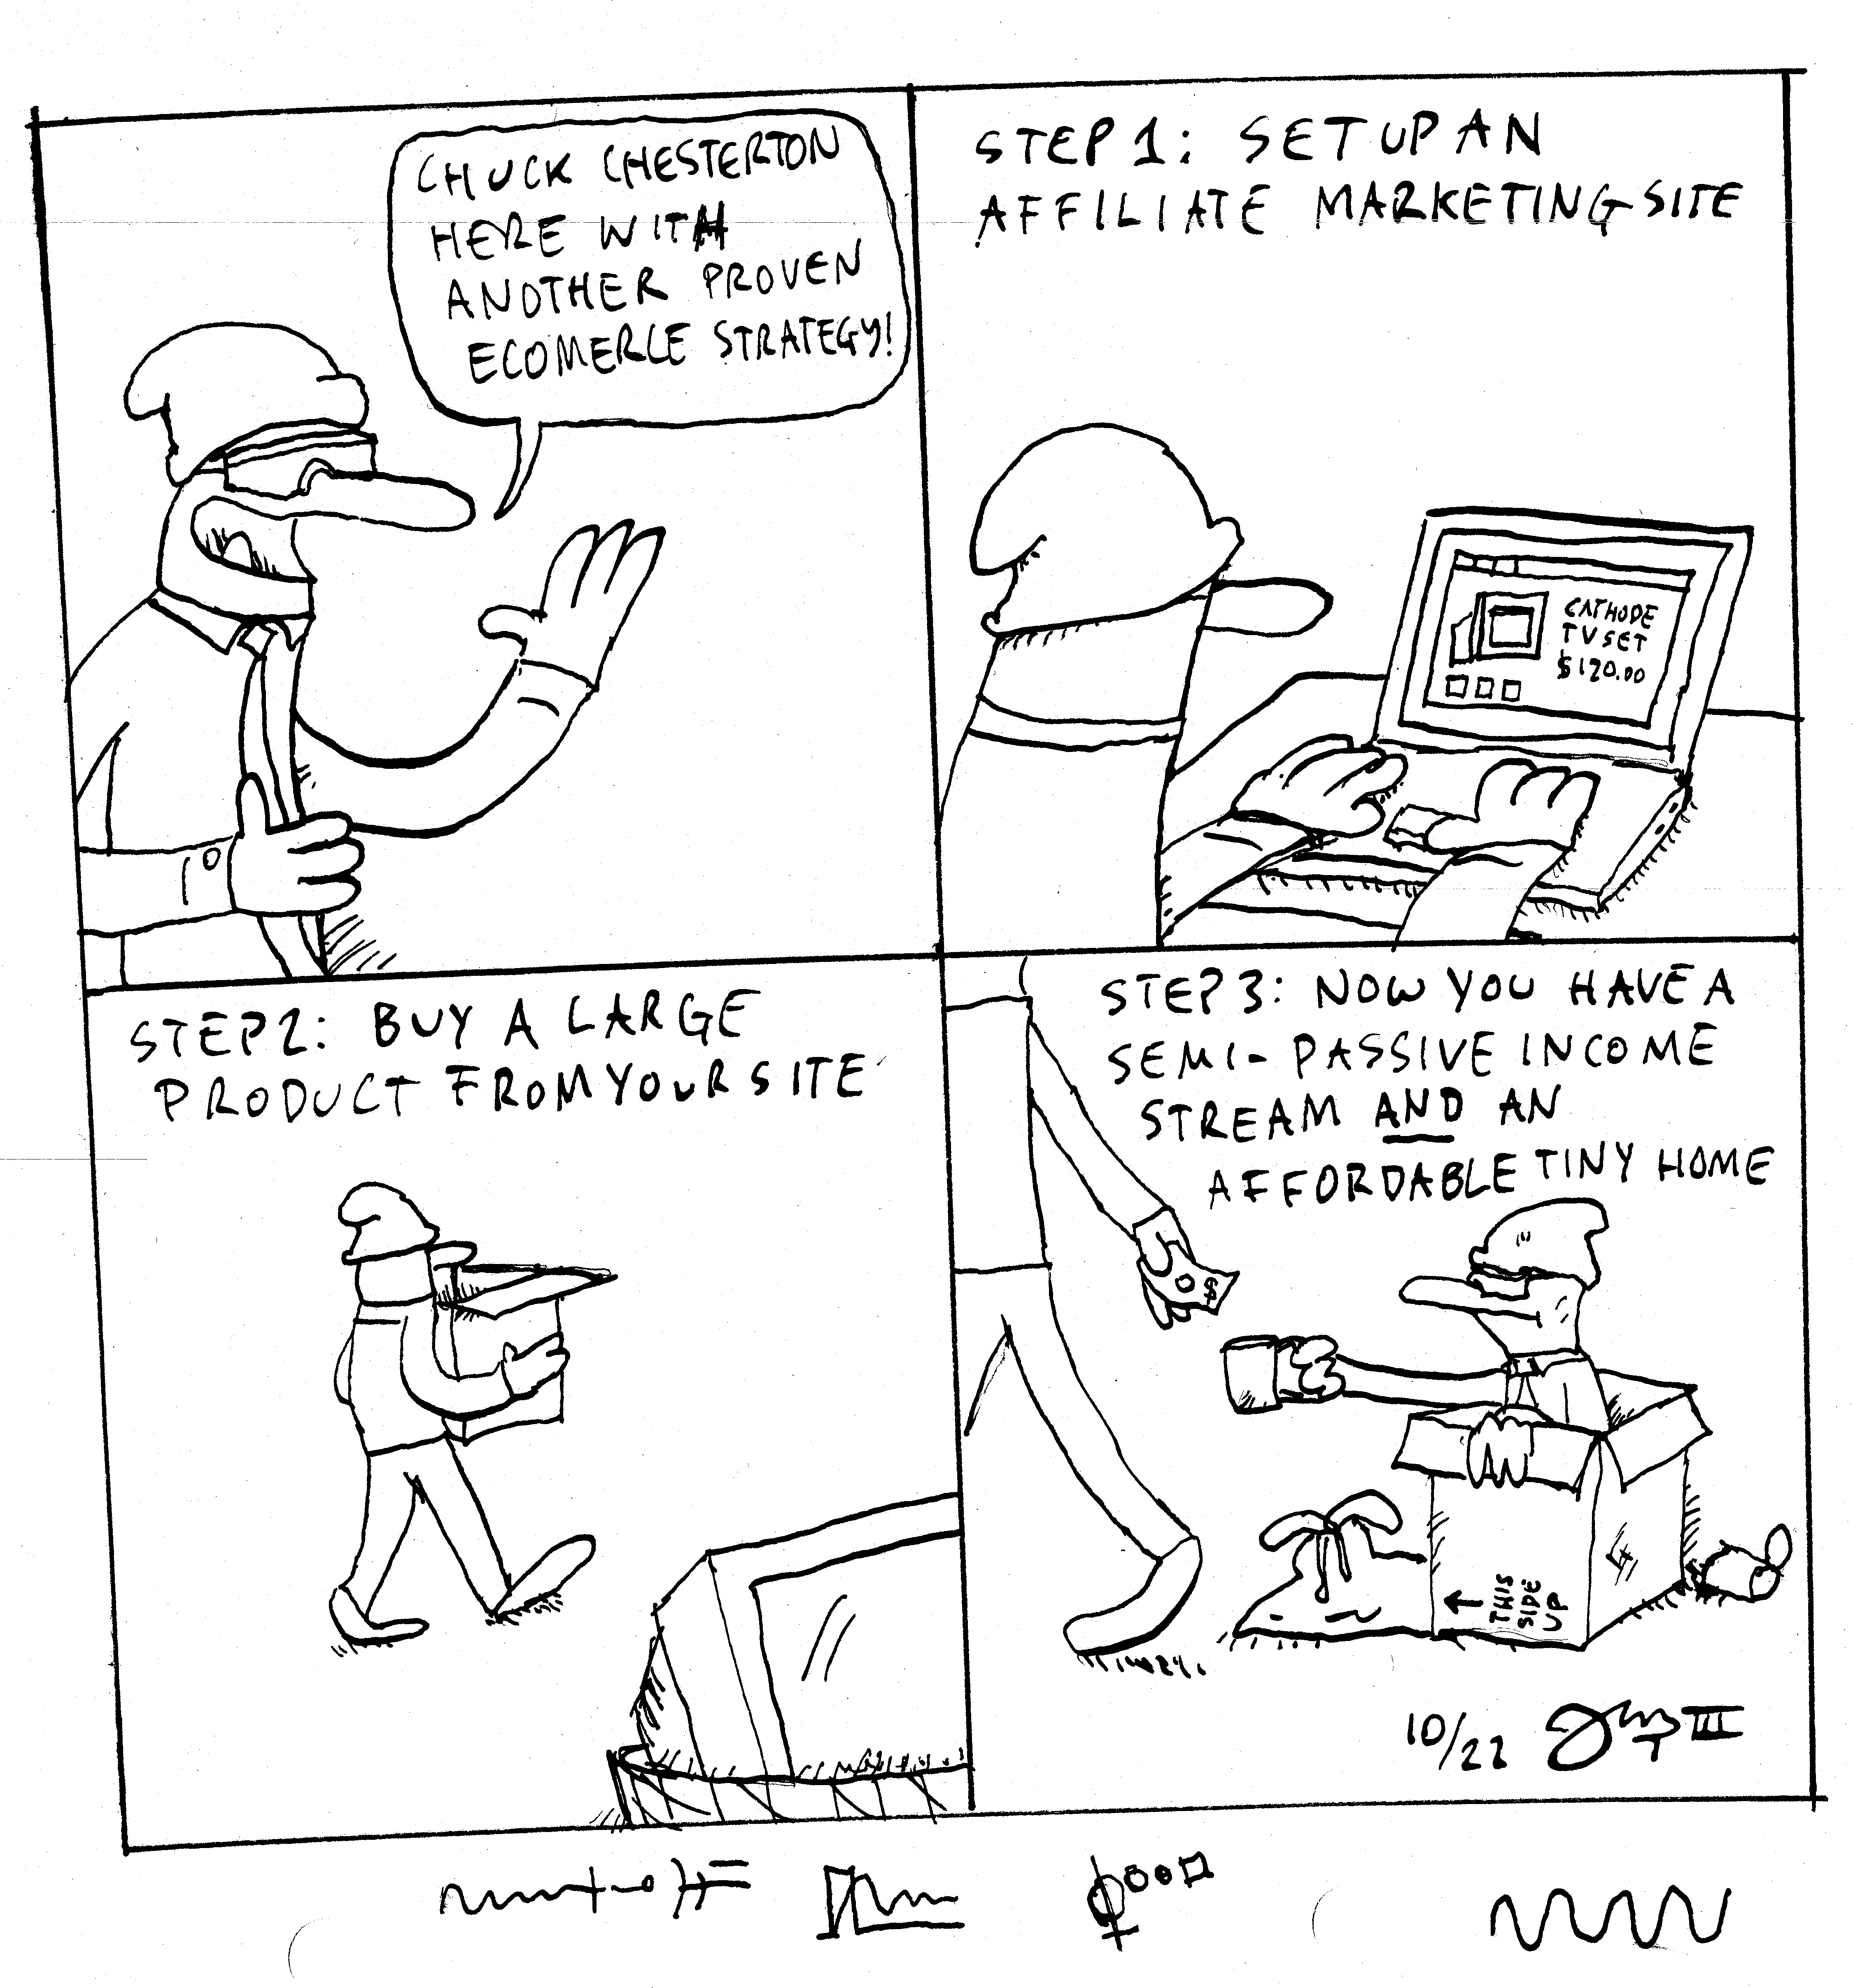 CHUCK CHESTERTON
HERE WITH
ANOTHER PROVEN
ECOMERCE STRATEGY!
STEP 1: SET UP AN
AFFILIATE MARKETING SITE
CATHODE
TV SET
$120.00
STEP 2: BUY A LARGE
PRODUCT FROM YOUR SITE
STEP 3: NOW YOU HAVE A
SEMI-PASSIVE INCOME
STREAM AND AN
AFFORDABLE TINY HOME
$
THIS
SIDE
UP
10/22
III